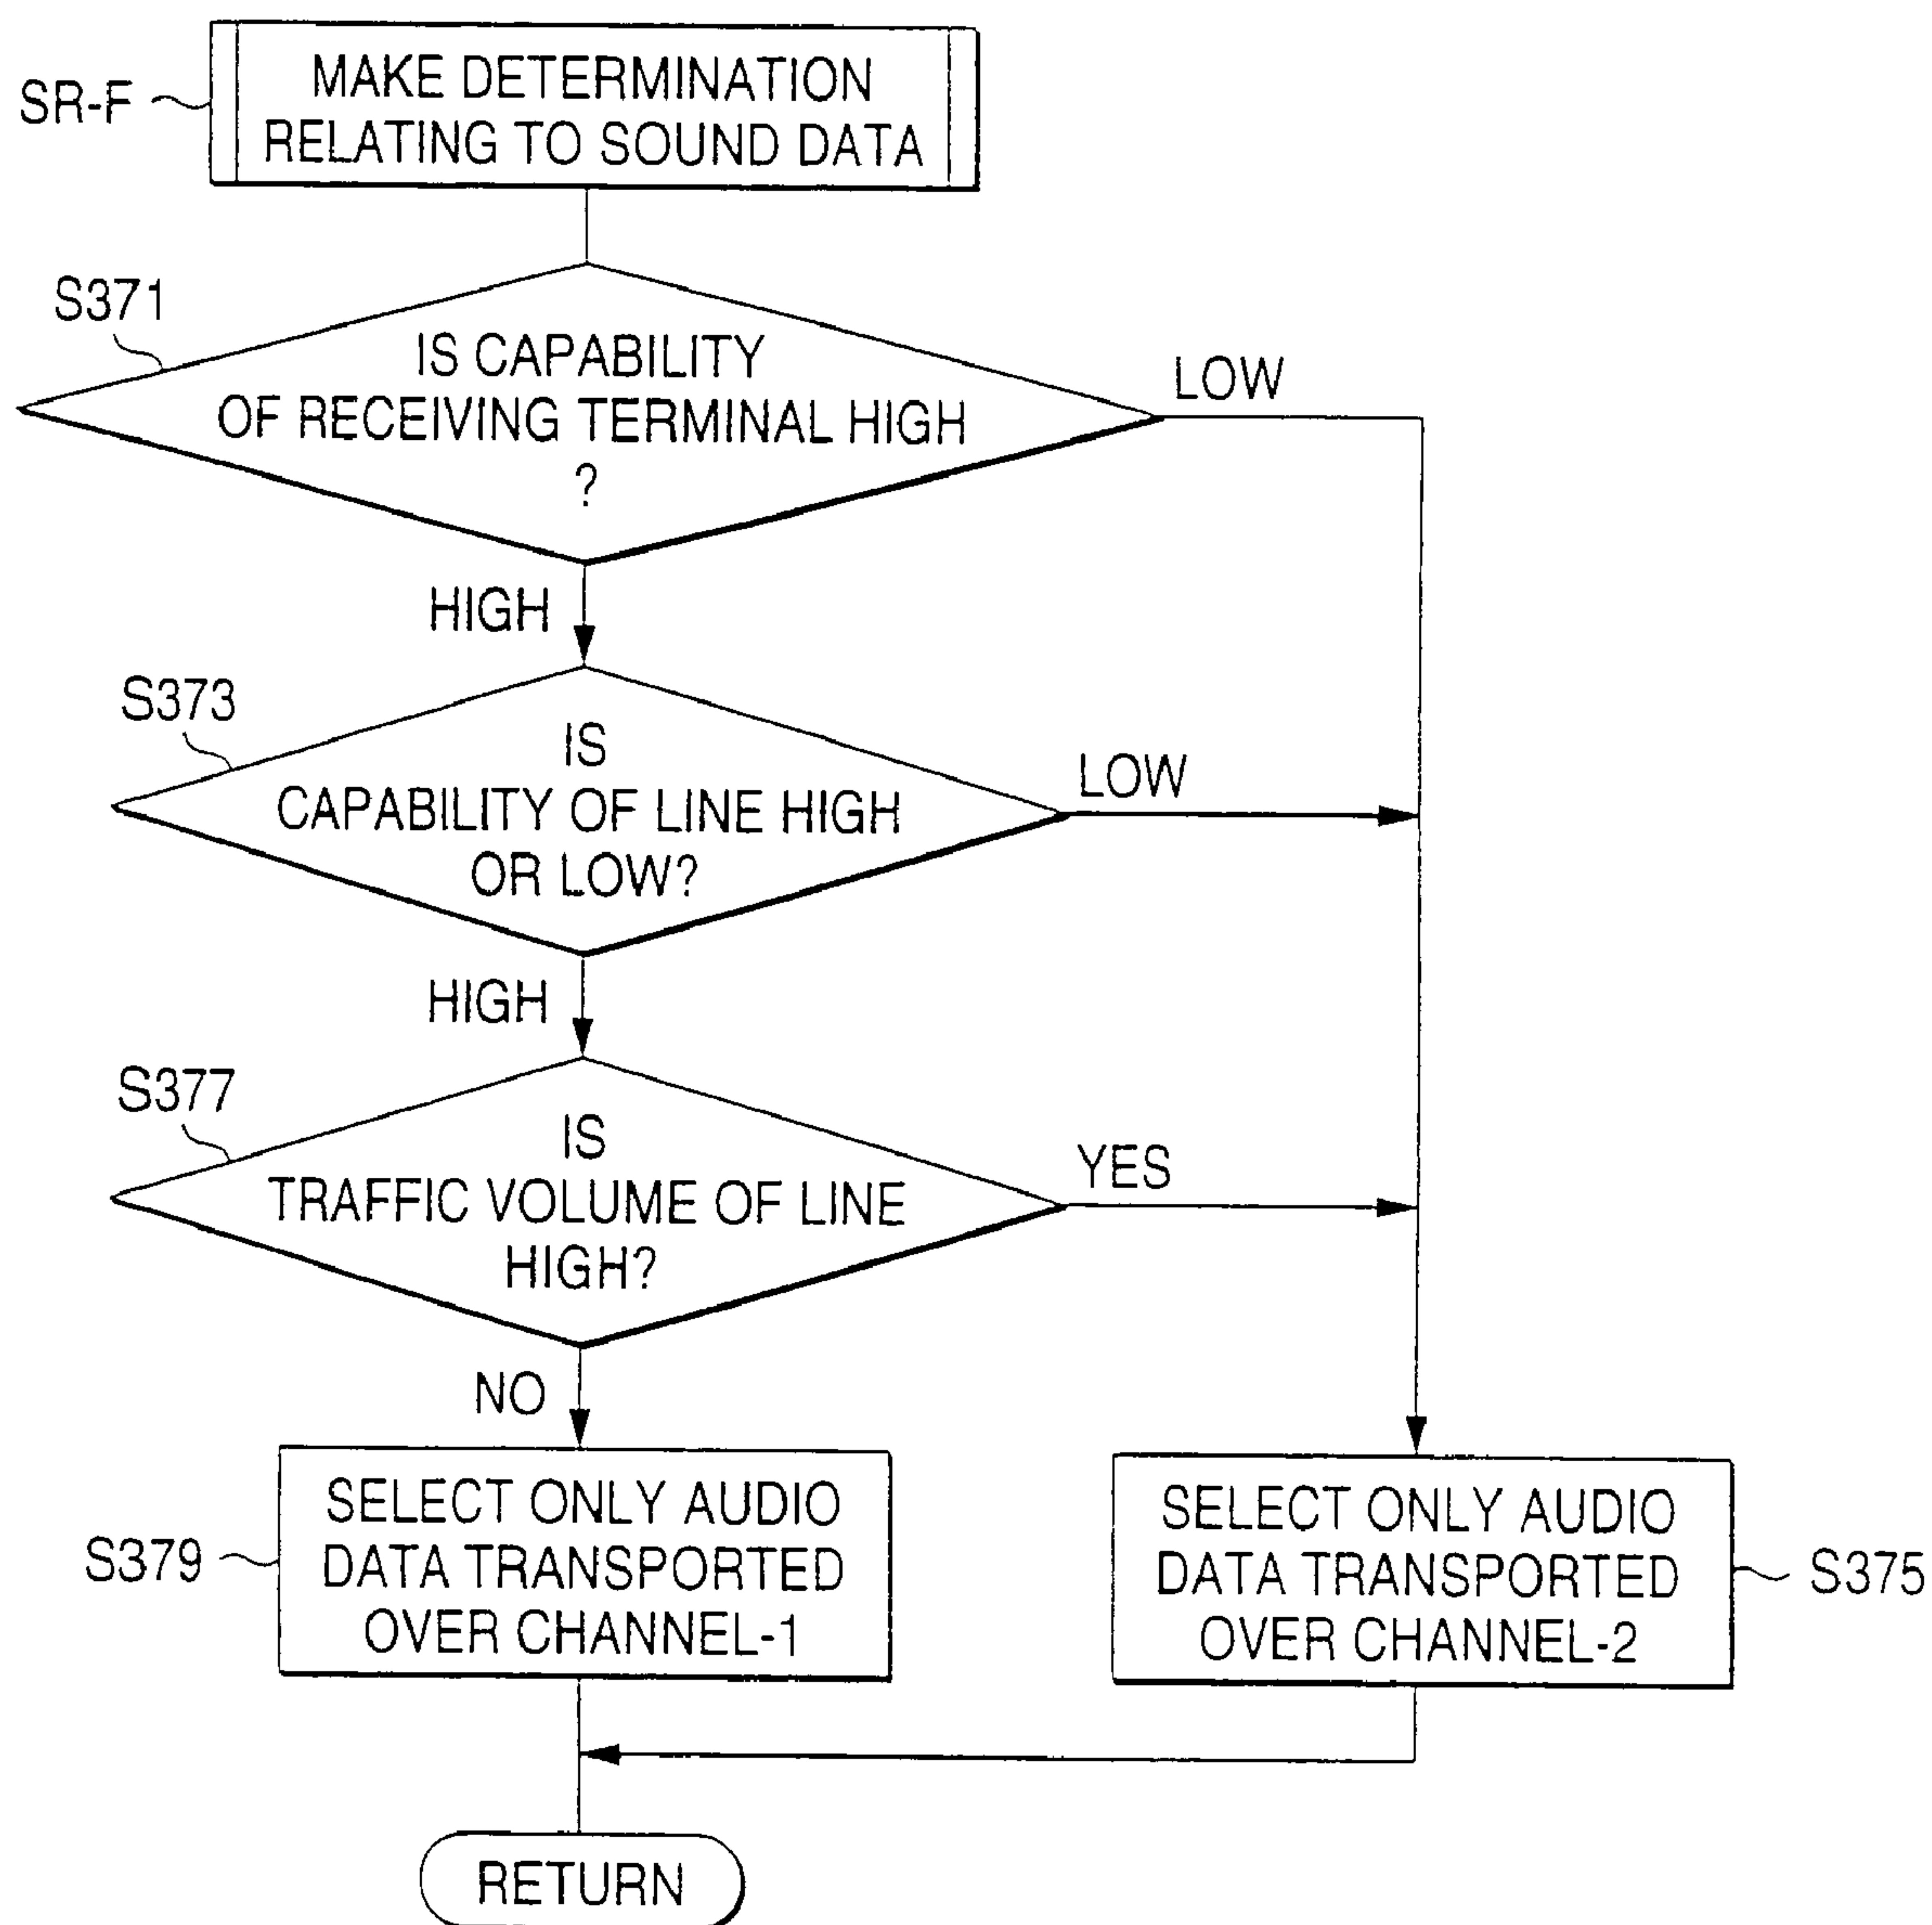 SR-F
MAKE DETERMINATION
RELATING TO SOUND DATA
S371
IS CAPABILITY
OF RECEIVING TERMINAL HIGH
?
LOW
HIGH
S373
IS
CAPABILITY OF LINE HIGH
OR LOW?
LOW
HIGH
S377
IS
TRAFFIC VOLUME OF LINE
HIGH?
YES
NO
S379
SELECT ONLY AUDIO
DATA TRANSPORTED
OVER CHANNEL-1
SELECT ONLY AUDIO
DATA TRANSPORTED
OVER CHANNEL-2
S375
RETURN